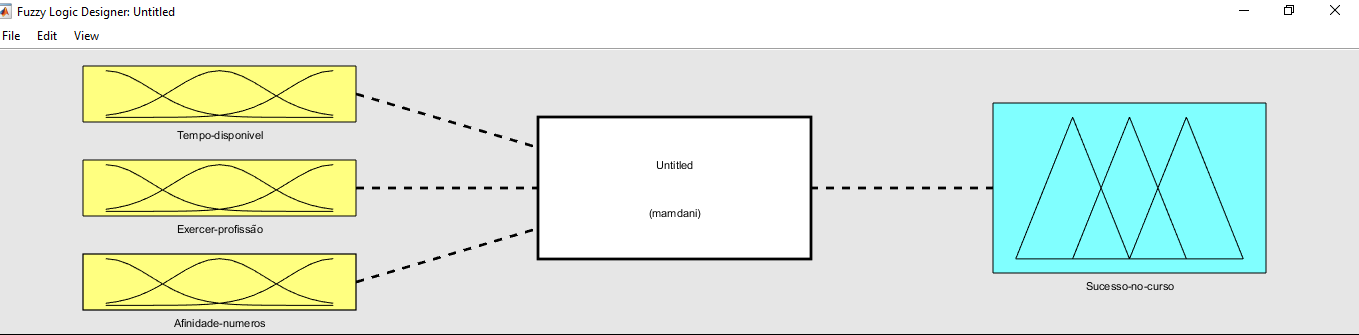 Fuzzy Logic Designer: Untitled
File Edit View
Tempo-disponivel
Exercer-profissão
Afinidade-numeros
Untitled
(mamdani)
Sucesso-no-curso